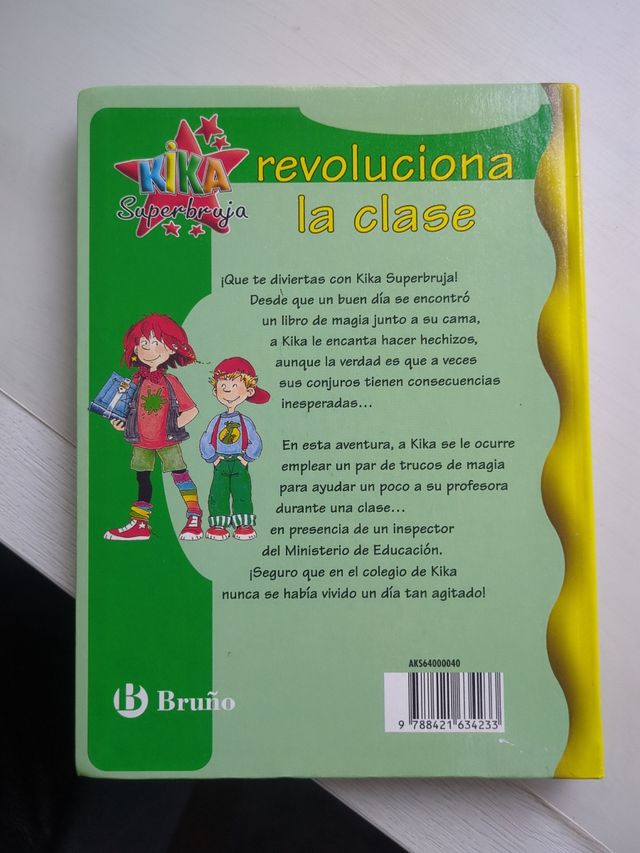 KIKA
Superbruja
revoluciona
la clase
¡Que te diviertas con Kika Superbruja!
Desde que un buen día se encontró
un libro de magia junto a su cama,
a Kika le encanta hacer hechizos,
aunque la verdad es que a veces
sus conjuros tienen consecuencias
inesperadas...
En esta aventura, a Kika se le ocurre
emplear un par de trucos de magia
para ayudar un poco a su profesora
durante una clase...
en presencia de un inspector
del Ministerio de Educación.
¡Seguro que en el colegio de Kika
nunca se había vivido un día tan agitado!
AKS64000040
9 788421 634233
B Bruño